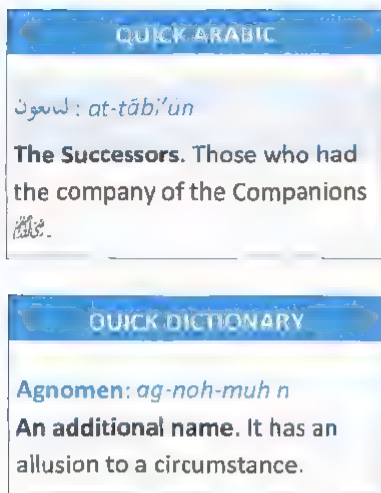 QUICK ARABIC
: at-tābi'ūn
The Successors. Those who had
the company of the Companions
.
QUICK DICTIONARY
Agnomen: ag-noh-muh n
An additional name. It has an
allusion to a circumstance.